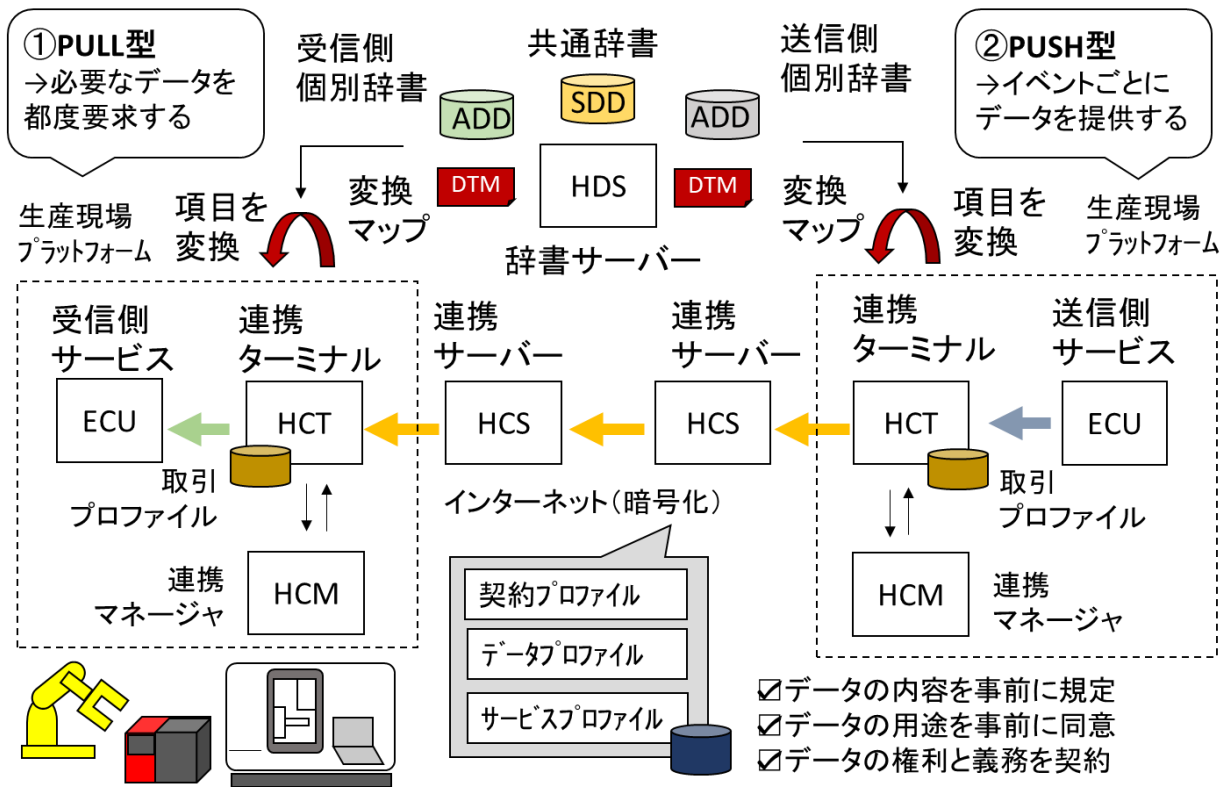 ①PULL型
→必要なデータを
都度要求する
受信側
個別辞書
共通辞書
送信側
個別辞書
②PUSH型
→イベントごとに
データを提供する
ADD
SDD
ADD
DTM
HDS
DTM
生産現場
プラットフォーム
項目を
変換
変換
マップ
辞書サーバー
変換
マップ
項目を
変換
生産現場
プラットフォーム
受信側
サービス
連携
ターミナル
連携
サーバー
連携
サーバー
連携
ターミナル
送信側
サービス
ECU
HCT
HCS
HCS
HCT
ECU
取引
プロファイル
インターネット（暗号化）
取引
プロファイル
連携
マネージャ
HCM
契約プロファイル
データプロファイル
サービスプロファイル
HCM
連携
マネージャ
☑データの内容を事前に規定
☑データの用途を事前に同意
☑データの権利と義務を契約